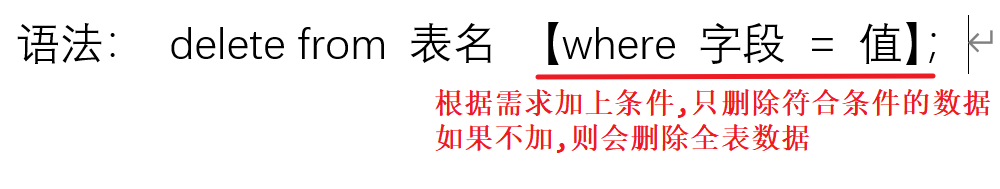 语法： delete from 表名 【where 字段 = 值】;
根据需求加上条件,只删除符合条件的数据
如果不加,则会删除全表数据